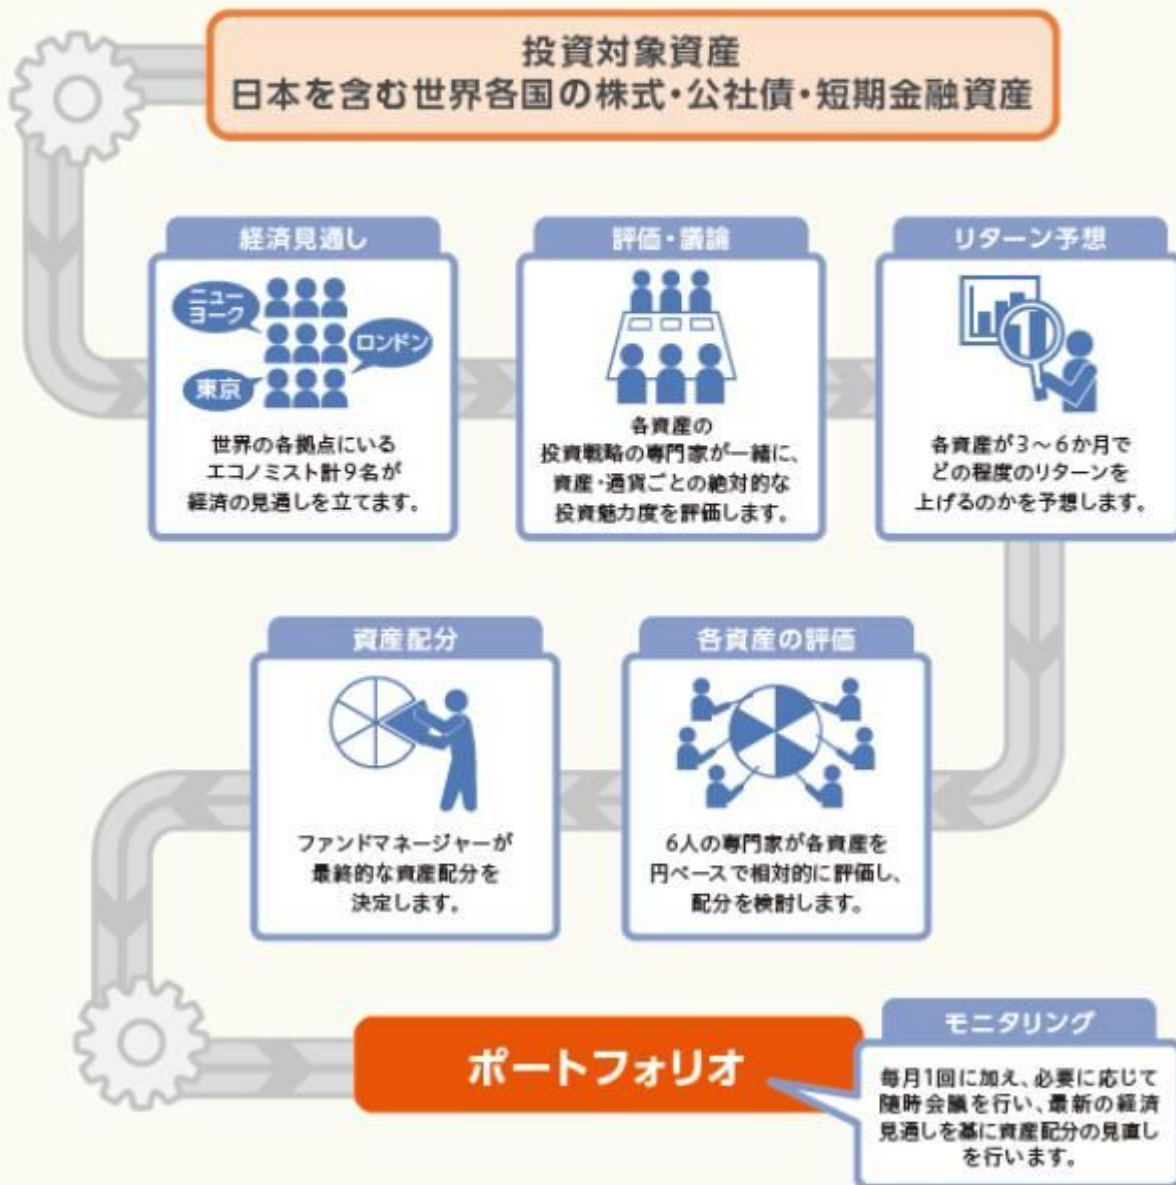 投資対象資産
日本を含む世界各国の株式・公社債・短期金融資産
経済見通し
ニュー
ヨーク
ロンドン
東京
世界の各拠点にいる
エコノミスト計9名が
経済の見通しを立てます。
評価・議論
各資産の
投資戦略の専門家が一緒に、
資産・通貨ごとの絶対的な
投資魅力度を評価します。
リターン予想
各資産が3～6か月で
どの程度のリターンを
上げるのかを予想します。
資産配分
ファンドマネージャーが
最終的な資産配分を
決定します。
各資産の評価
6人の専門家が各資産を
円ベースで相対的に評価し、
配分を検討します。
ポートフォリオ
モニタリング
毎月1回に加え、必要に応じて
随時会議を行い、最新の経済
見通しを基に資産配分の見直し
を行います。